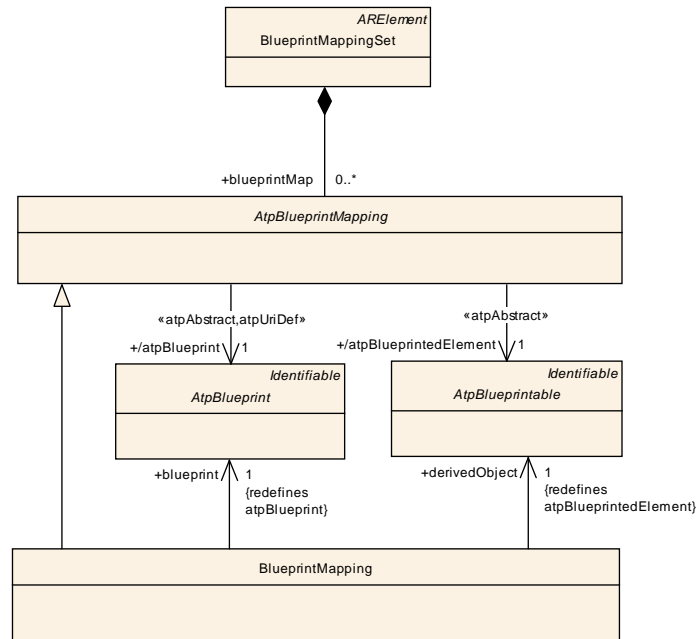 ARElement
BlueprintMappingSet
+blueprintMap 0..*
AtpBlueprintMapping
«atpAbstract,atpUriDef» «atpAbstract»
+/atpBlueprint 1 +/atpBlueprintedElement 1
Identifiable Identifiable
AtpBlueprint AtpBlueprintable
+blueprint 1 +derivedObject 1
{redefines {redefines
atpBlueprint} atpBlueprintedElement}
BlueprintMapping